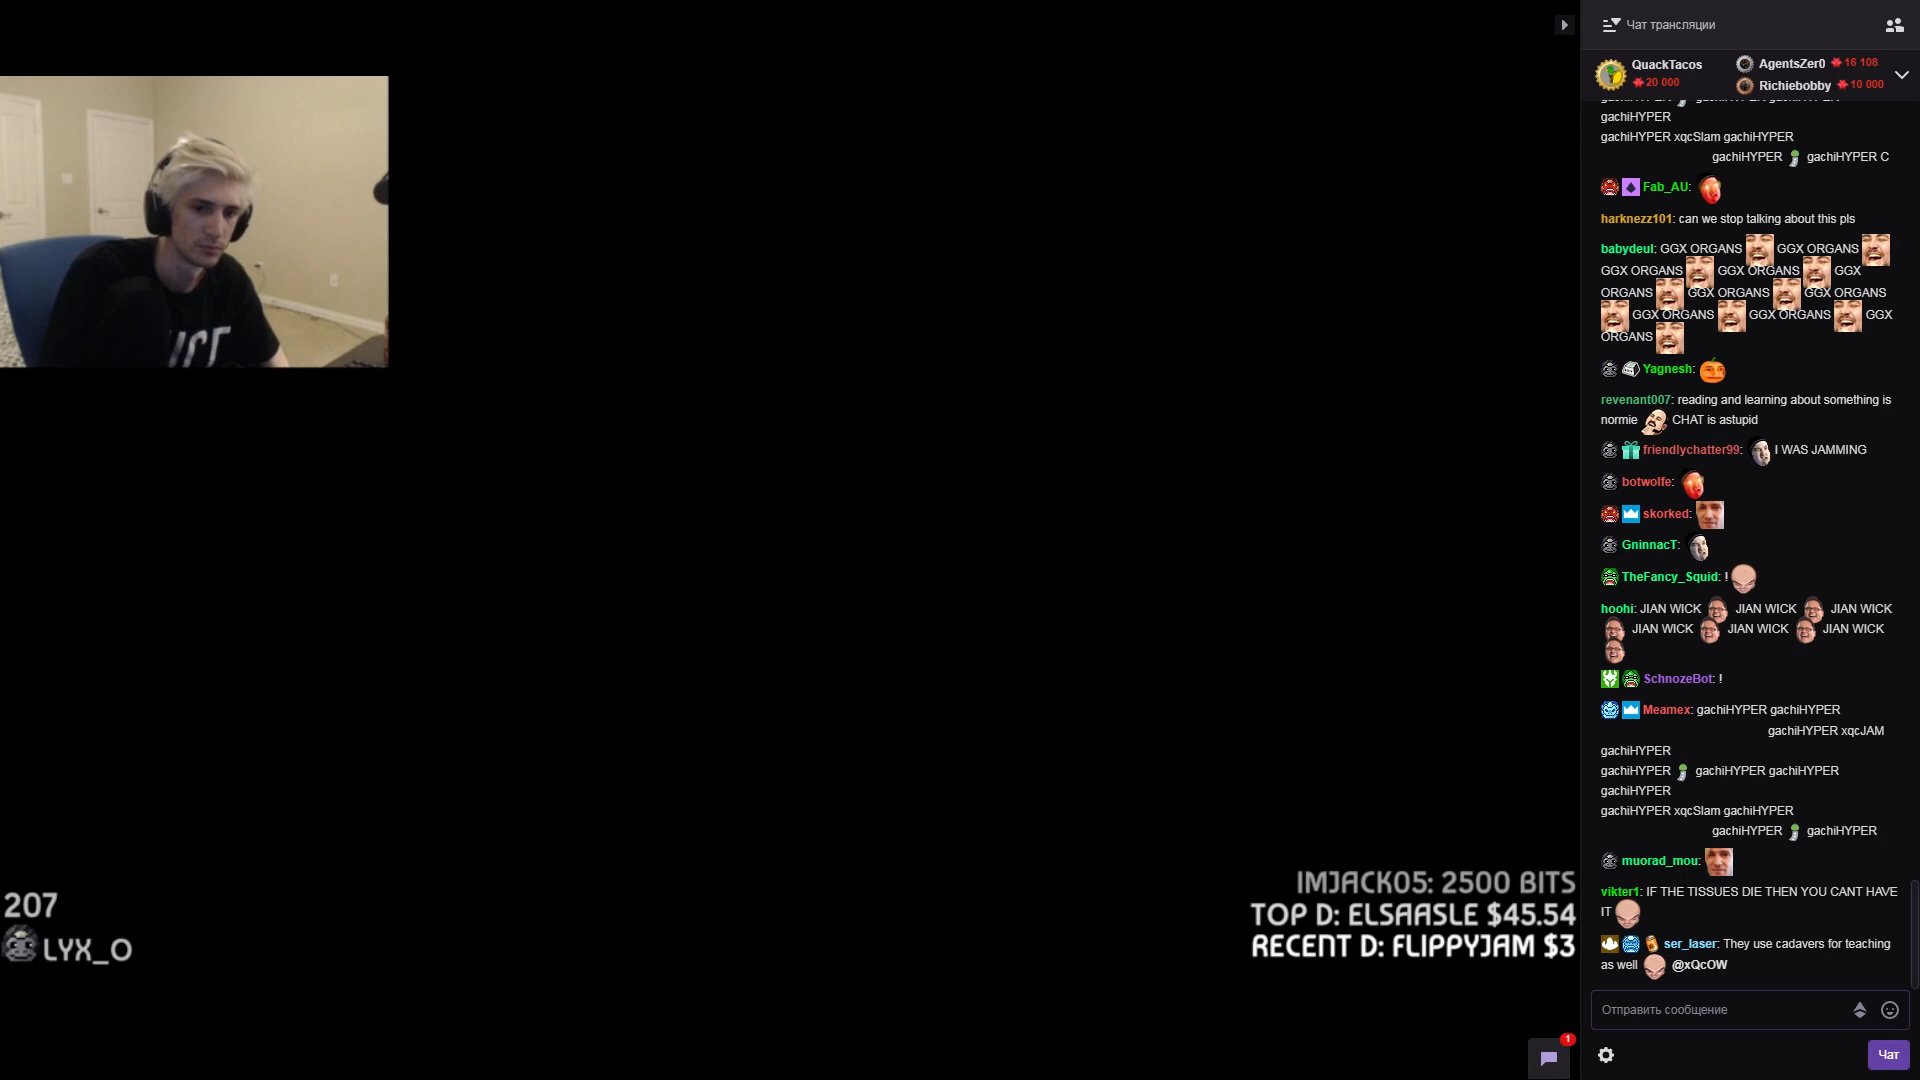 Чат трансляции
QuackTacos
20 000
AgentsZer0 16 108
Richiebobby 10 000
gachiHYPER gachiHYPER gachiHYPER
gachiHYPER
gachiHYPER xqcSlam gachiHYPER
gachiHYPER gachiHYPER C
Fab_AU:
harknezz101: can we stop talking about this pls
babydeul: GGX ORGANS GGX ORGANS
GGX ORGANS GGX ORGANS GGX
ORGANS GGX ORGANS GGX ORGANS
GGX ORGANS GGX ORGANS GGX
ORGANS
Yagnesh:
revenant007: reading and learning about something is
normie CHAT is astupid
friendlychatter99: I WAS JAMMING
botwolfe:
skorked:
GninnacT:
TheFancy_Squid: !
hoohi: JIAN WICK JIAN WICK JIAN WICK
JIAN WICK JIAN WICK JIAN WICK
SchnozeBot: !
Meamex: gachiHYPER gachiHYPER
gachiHYPER xqcJAM
gachiHYPER
gachiHYPER gachiHYPER gachiHYPER
gachiHYPER
gachiHYPER xqcSlam gachiHYPER
gachiHYPER gachiHYPER
muorad_mou:
vikter1: IF THE TISSUES DIE THEN YOU CANT HAVE
IT
ser_laser: They use cadavers for teaching
as well @xQcOW
Отправить сообщение
Чат
1
207
LYX_O
IMJACK05: 2500 BITS
TOP D: ELSAASLE $45.54
RECENT D: FLIPPYJAM $3